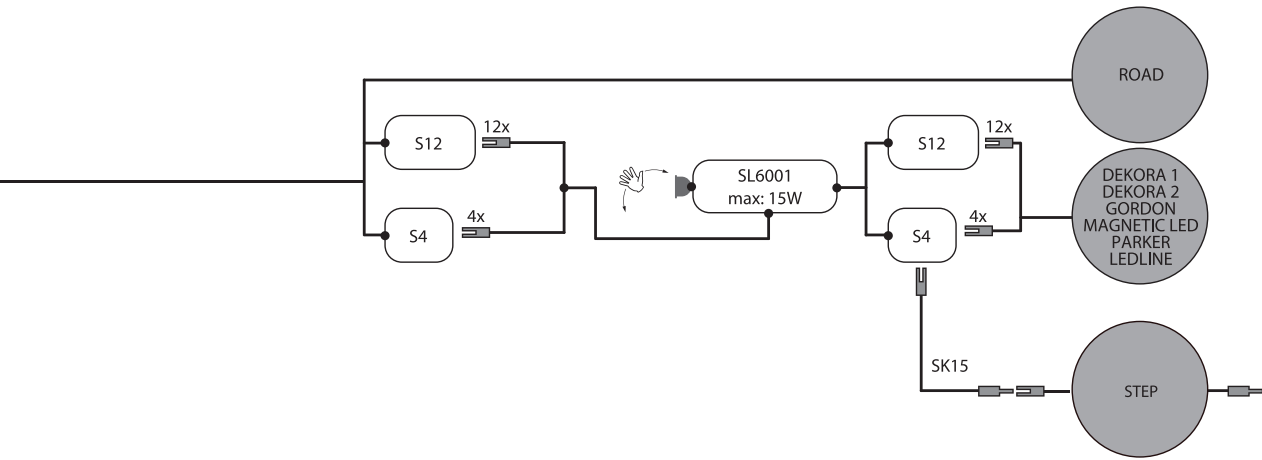 ROAD
S12
12x
S4
4x
SL6001
max: 15W
S12
12x
S4
4x
DEKORA 1
DEKORA 2
GORDON
MAGNETIC LED
PARKER
LEDLINE
SK15
STEP